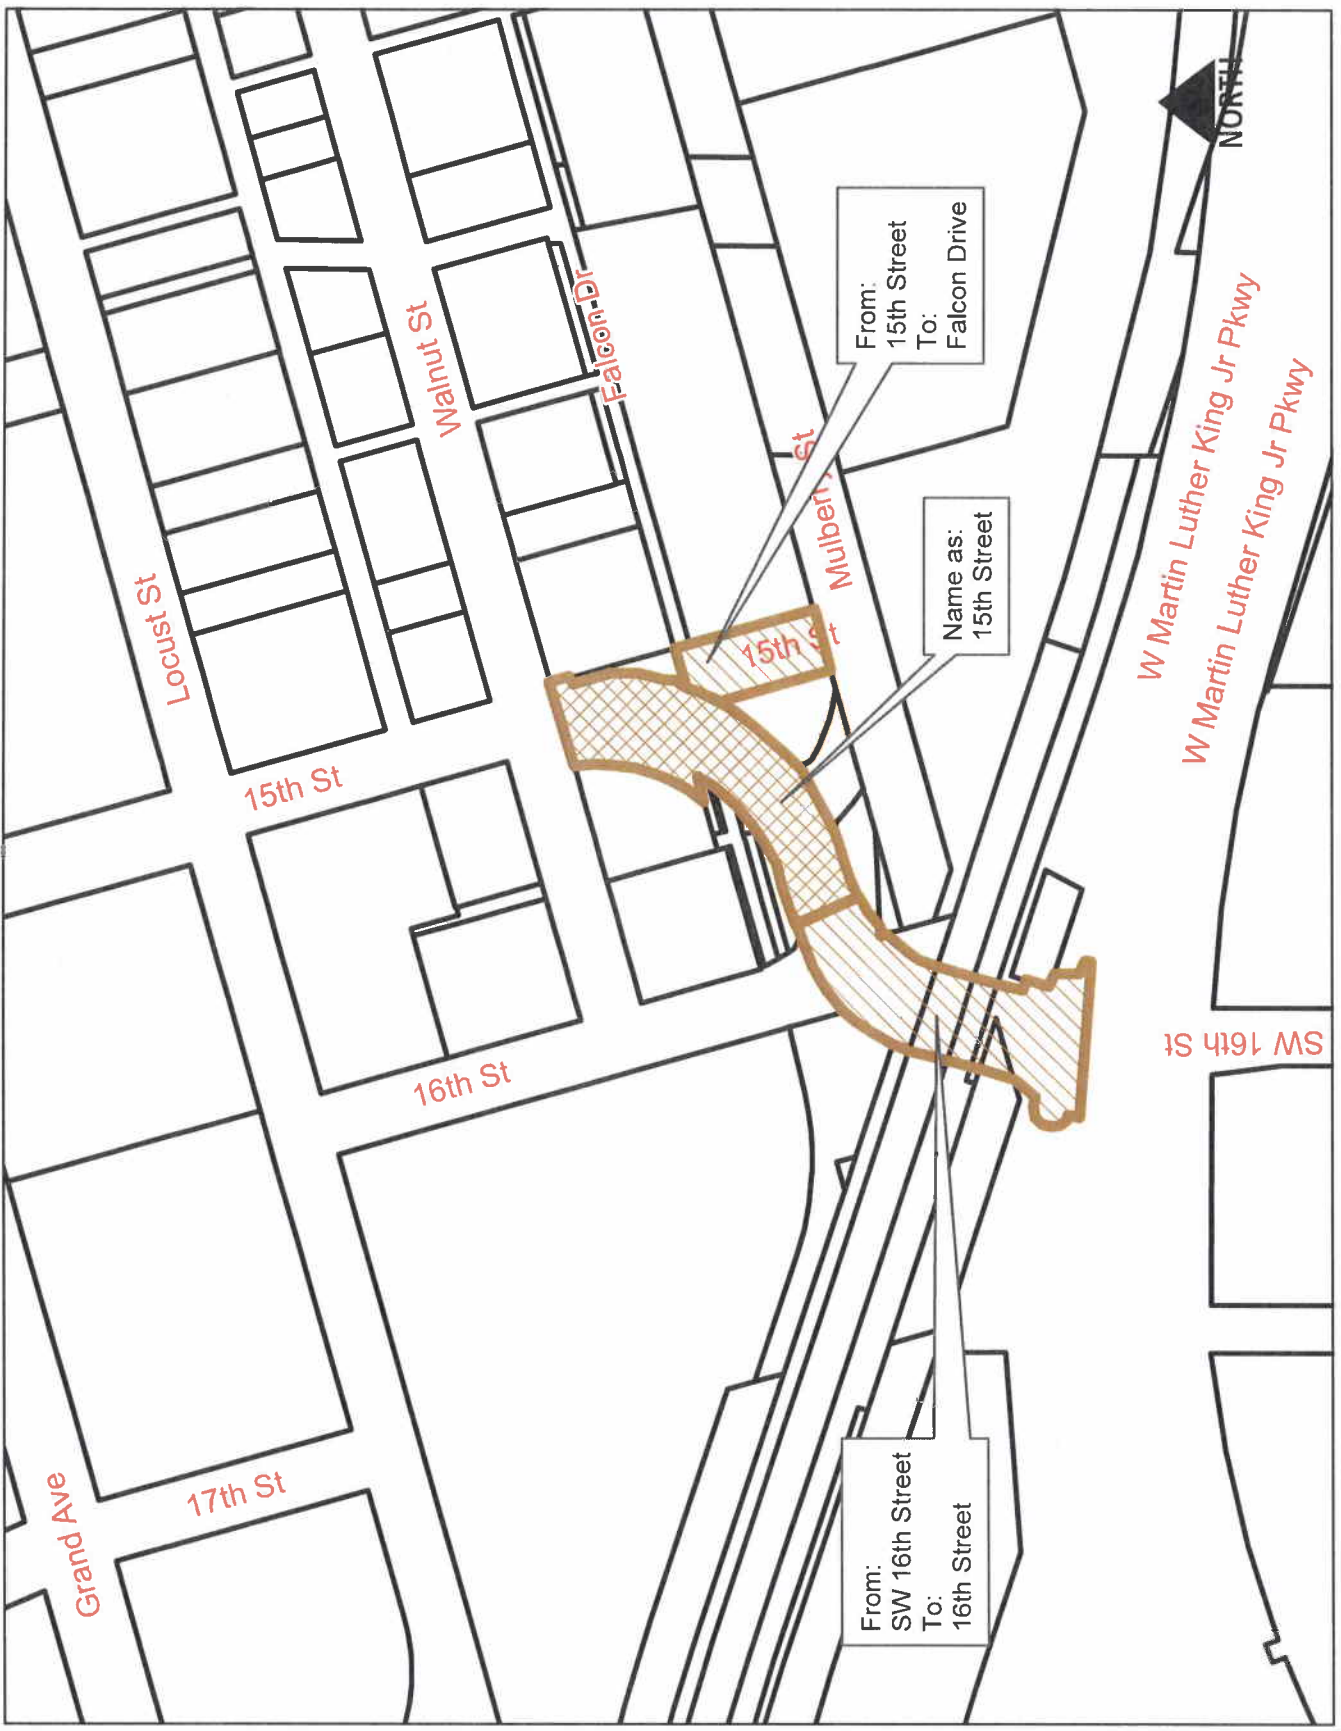 Grand Ave
17th St
Locust St
15th St
16th St
Walnut St
Falcon Dr
Mulberry St
15th St
From:
15th Street
To:
Falcon Drive
Name as:
15th Street
From:
SW 16th Street
To:
16th Street
W Martin Luther King Jr Pkwy
W Martin Luther King Jr Pkwy
SW 16th St
NORTH